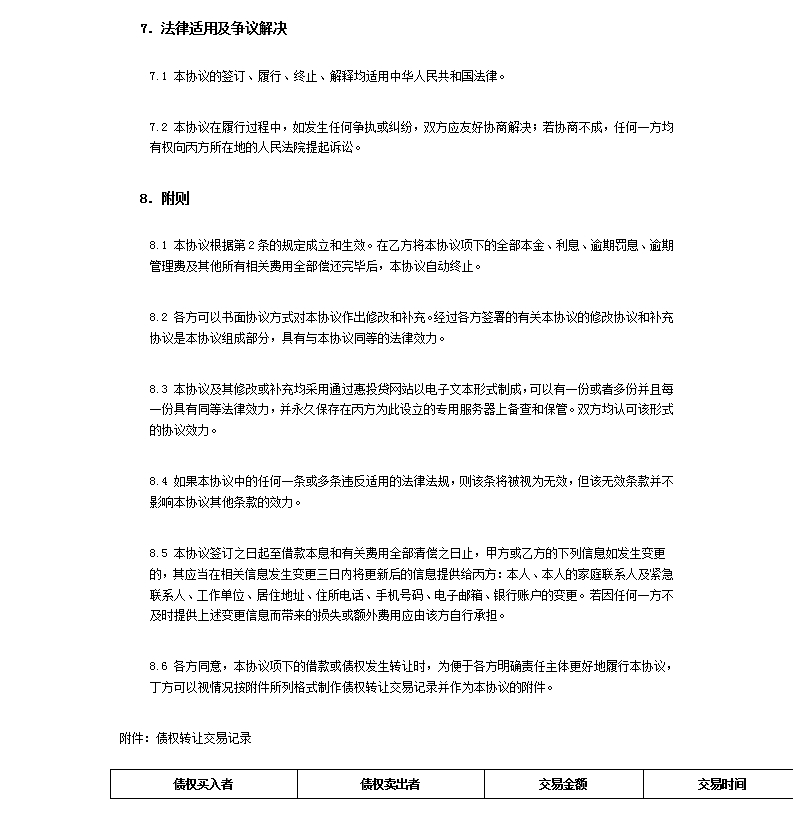 7. 法律适用及争议解决
7.1 本协议的签订、履行、终止、解释均适用中华人民共和国法律。
7.2 本协议在履行过程中，如发生任何争执或纠纷，双方应友好协商解决；若协商不成，任何一方均
有权向丙方所在地的人民法院提起诉讼。
8. 附则
8.1 本协议根据第2条的规定成立和生效。在乙方将本协议项下的全部本金、利息、逾期罚息、逾期
管理费及其他所有相关费用全部偿还完毕后，本协议自动终止。
8.2 各方可以书面协议方式对本协议作出修改和补充。经过各方签署的有关本协议的修改协议和补充
协议是本协议组成部分，具有与本协议同等的法律效力。
8.3 本协议及其修改或补充均采用通过惠投贷网站以电子文本形式制成，可以有一份或者多份并且每
一份具有同等法律效力，并永久保存在丙方为此设立的专用服务器上备查和保管。双方均认可该形式
的协议效力。
8.4 如果本协议中的任何一条或多条违反适用的法律法规，则该条将被视为无效，但该无效条款并不
影响本协议其他条款的效力。
8.5 本协议签订之日起至借款本息和有关费用全部清偿之日止，甲方或乙方的下列信息如发生变更
的，其应当在相关信息发生变更三日内将更新后的信息提供给丙方：本人、本人的家庭联系人及紧急
联系人、工作单位、居住地址、住所电话、手机号码、电子邮箱、银行账户的变更。若因任何一方不
及时提供上述变更信息而带来的损失或额外费用应由该方自行承担。
8.6 各方同意，本协议项下的借款或债权发生转让时，为便于各方明确责任主体更好地履行本协议，
丁方可以视情况按附件所列格式制作债权转让交易记录并作为本协议的附件。
附件：债权转让交易记录
债权买入者 债权卖出者 交易金额 交易时间